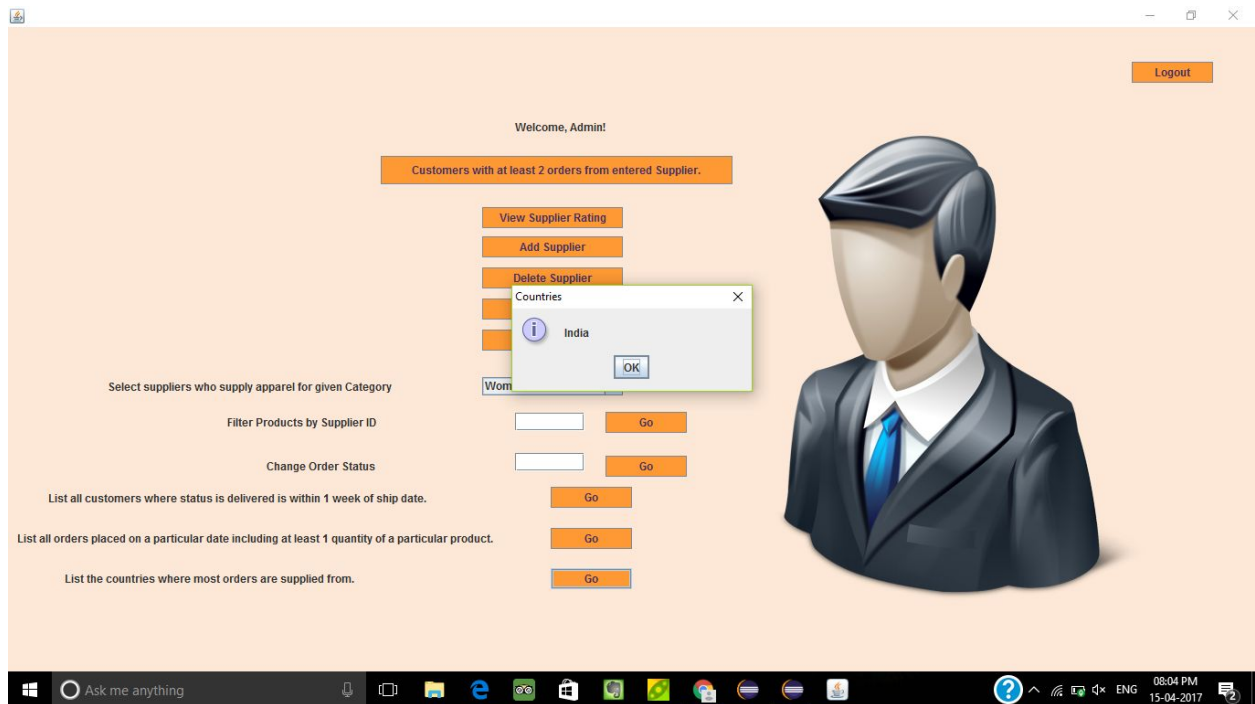 Logout
Welcome, Admin!
Customers with at least 2 orders from entered Supplier.
View Supplier Rating
Add Supplier
Delete Supplier
Countries
India
OK
Select suppliers who supply apparel for given Category
Wom
Filter Products by Supplier ID
Go
Change Order Status
Go
List all customers where status is delivered is within 1 week of ship date.
Go
List all orders placed on a particular date including at least 1 quantity of a particular product.
Go
List the countries where most orders are supplied from.
Go
Ask me anything
ENG
08:04 PM
15-04-2017
2